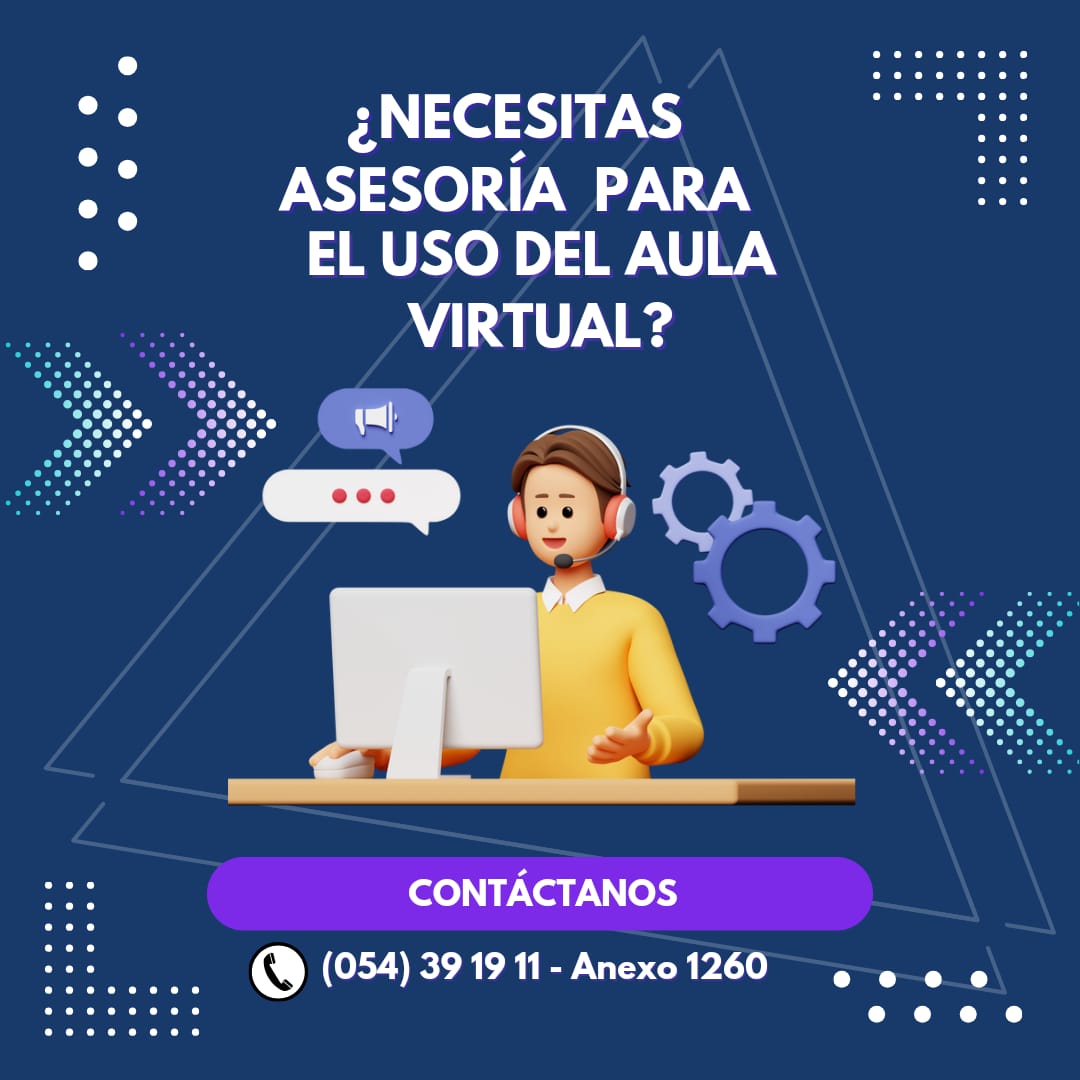 ¿NECESITAS
ASESORÍA PARA
EL USO DEL AULA
VIRTUAL?
CONTÁCTANOS
(054) 39 19 11 - Anexo 1260